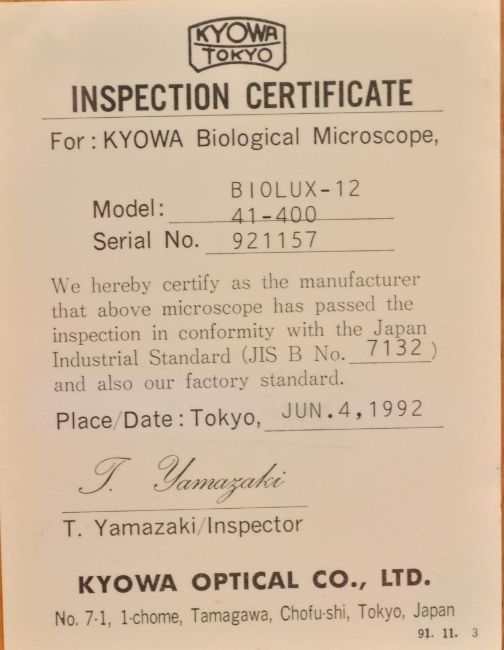 KYOWA
TOKYO
INSPECTION CERTIFICATE
For : KYOWA Biological Microscope,
BIOLUX-12
Model: 41-400
Serial No. 921157
We hereby certify as the manufacturer
that above microscope has passed the
inspection in conformity with the Japan
Industrial Standard (JIS B No. 7132)
and also our factory standard.
Place/Date : Tokyo, JUN.4,1992
T. Yamazaki
T. Yamazaki/Inspector
KYOWA OPTICAL CO., LTD.
No. 7-1, 1-chome, Tamagawa, Chofu-shi, Tokyo, Japan
91. 11. 3